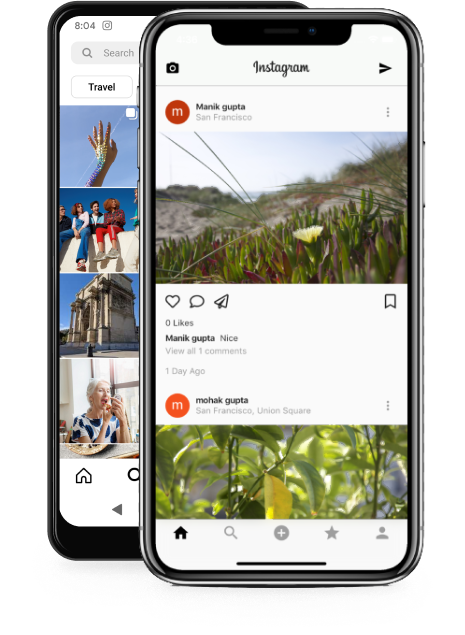 8:04
Search
Travel
Instagram
m
Manik gupta
San Francisco
0 Likes
Manik gupta Nice
View all 1 comments
1 Day Ago
m
mohak gupta
San Francisco, Union Square